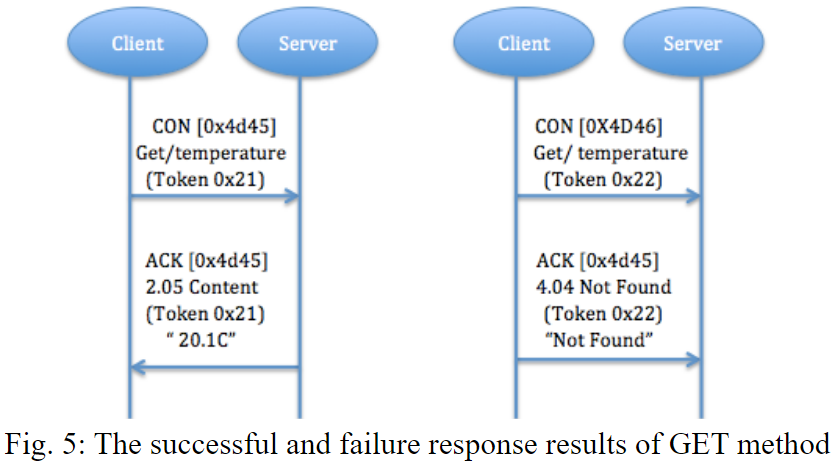 Client
Server
CON [0x4d45]
Get/temperature
(Token 0x21)
ACK [0x4d45]
2.05 Content
(Token 0x21)
“ 20.1C”
Client
Server
CON [0X4D46]
Get/ temperature
(Token 0x22)
ACK [0x4d45]
4.04 Not Found
(Token 0x22)
“Not Found”
Fig. 5: The successful and failure response results of GET method